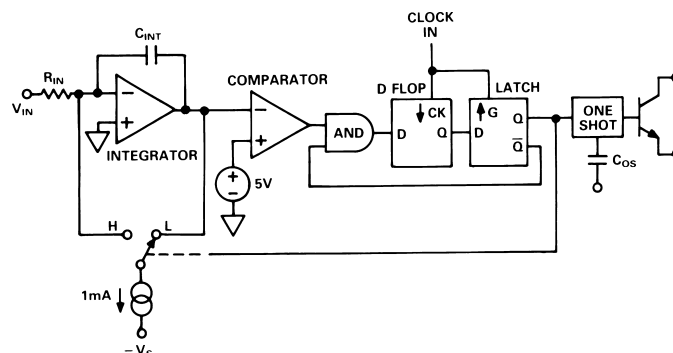 CLOCK
IN
C_INT
R_IN
V_IN
−
+
INTEGRATOR
COMPARATOR
−
+
+
−
5V
AND
D FLOP
CK
D
Q
LATCH
G
D
Q
Q̅
ONE
SHOT
C_OS
H
L
1mA
−V_S